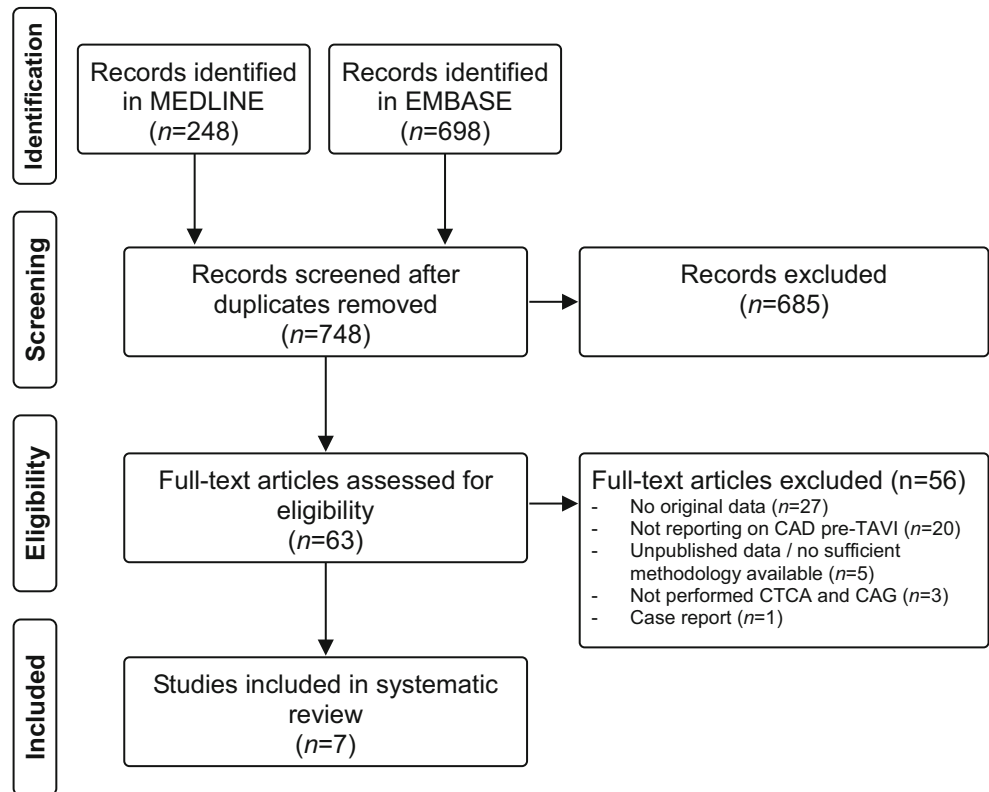 Identification
Records identified
in MEDLINE
(n=248)
Records identified
in EMBASE
(n=698)
Screening
Records screened after
duplicates removed
(n=748)
Records excluded
(n=685)
Eligibility
Full-text articles assessed for
eligibility
(n=63)
Full-text articles excluded (n=56)
- No original data (n=27)
- Not reporting on CAD pre-TAVI (n=20)
- Unpublished data / no sufficient
methodology available (n=5)
- Not performed CTCA and CAG (n=3)
- Case report (n=1)
Included
Studies included in systematic
review
(n=7)